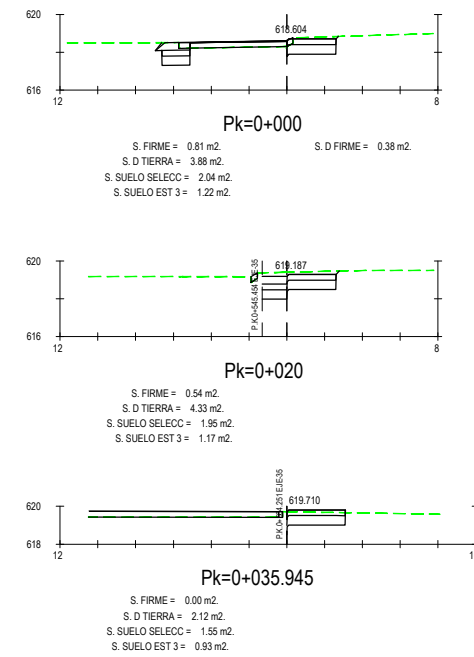 620
618.604
616
12
8
Pk=0+000
S. FIRME = 0.81 m2.
S. D FIRME = 0.38 m2.
S. D TIERRA = 3.88 m2.
S. SUELO SELECC = 2.04 m2.
S. SUELO EST 3 = 1.22 m2.
620
619.187
616
12
8
Pk=0+020
S. FIRME = 0.54 m2.
S. D TIERRA = 4.33 m2.
S. SUELO SELECC = 1.95 m2.
S. SUELO EST 3 = 1.17 m2.
620
619.710
618
12
Pk=0+035.945
S. FIRME = 0.00 m2.
S. D TIERRA = 2.12 m2.
S. SUELO SELECC = 1.55 m2.
S. SUELO EST 3 = 0.93 m2.